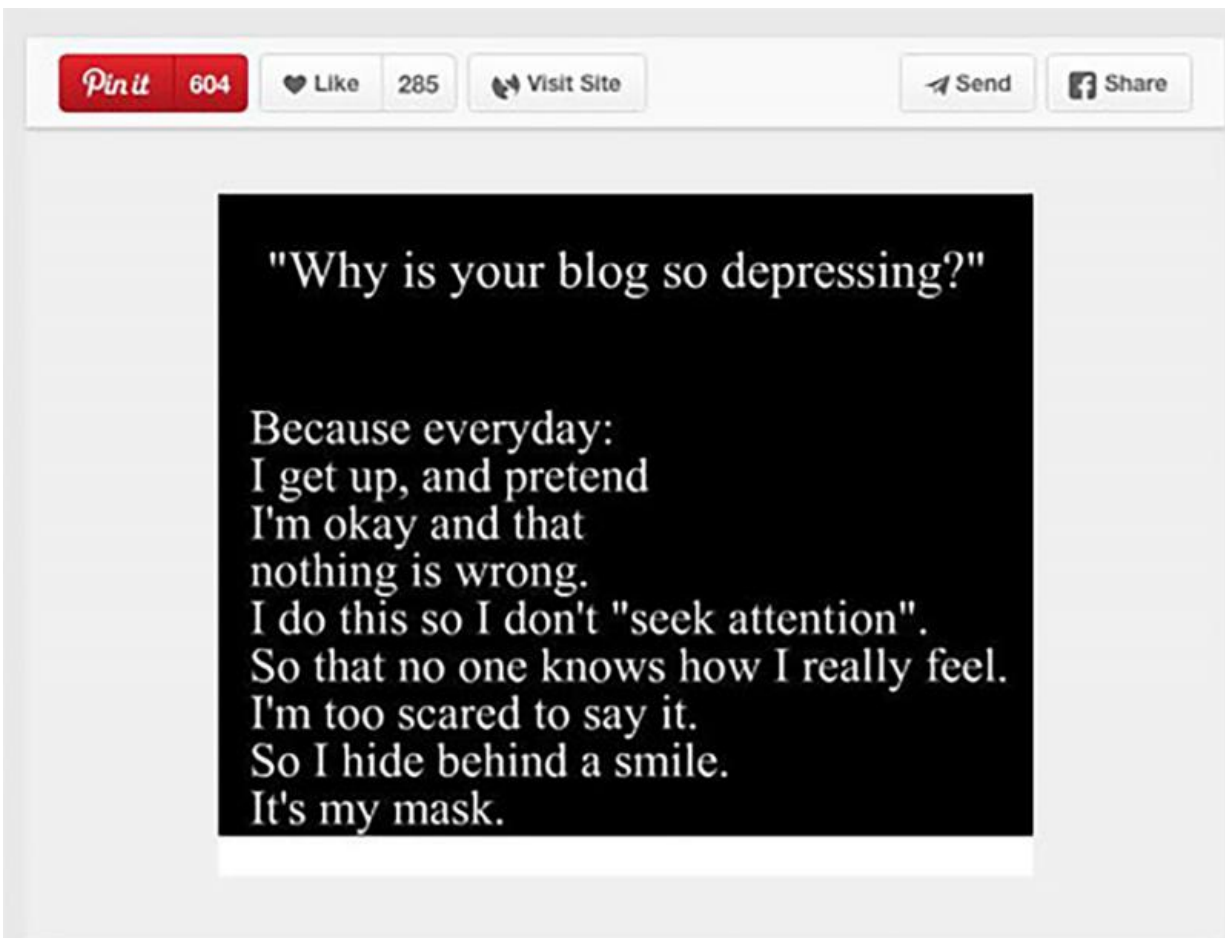 Pin it 604 Like 285 Visit Site Send Share
"Why is your blog so depressing?"
Because everyday:
I get up, and pretend
I'm okay and that
nothing is wrong.
I do this so I don't "seek attention".
So that no one knows how I really feel.
I'm too scared to say it.
So I hide behind a smile.
It's my mask.